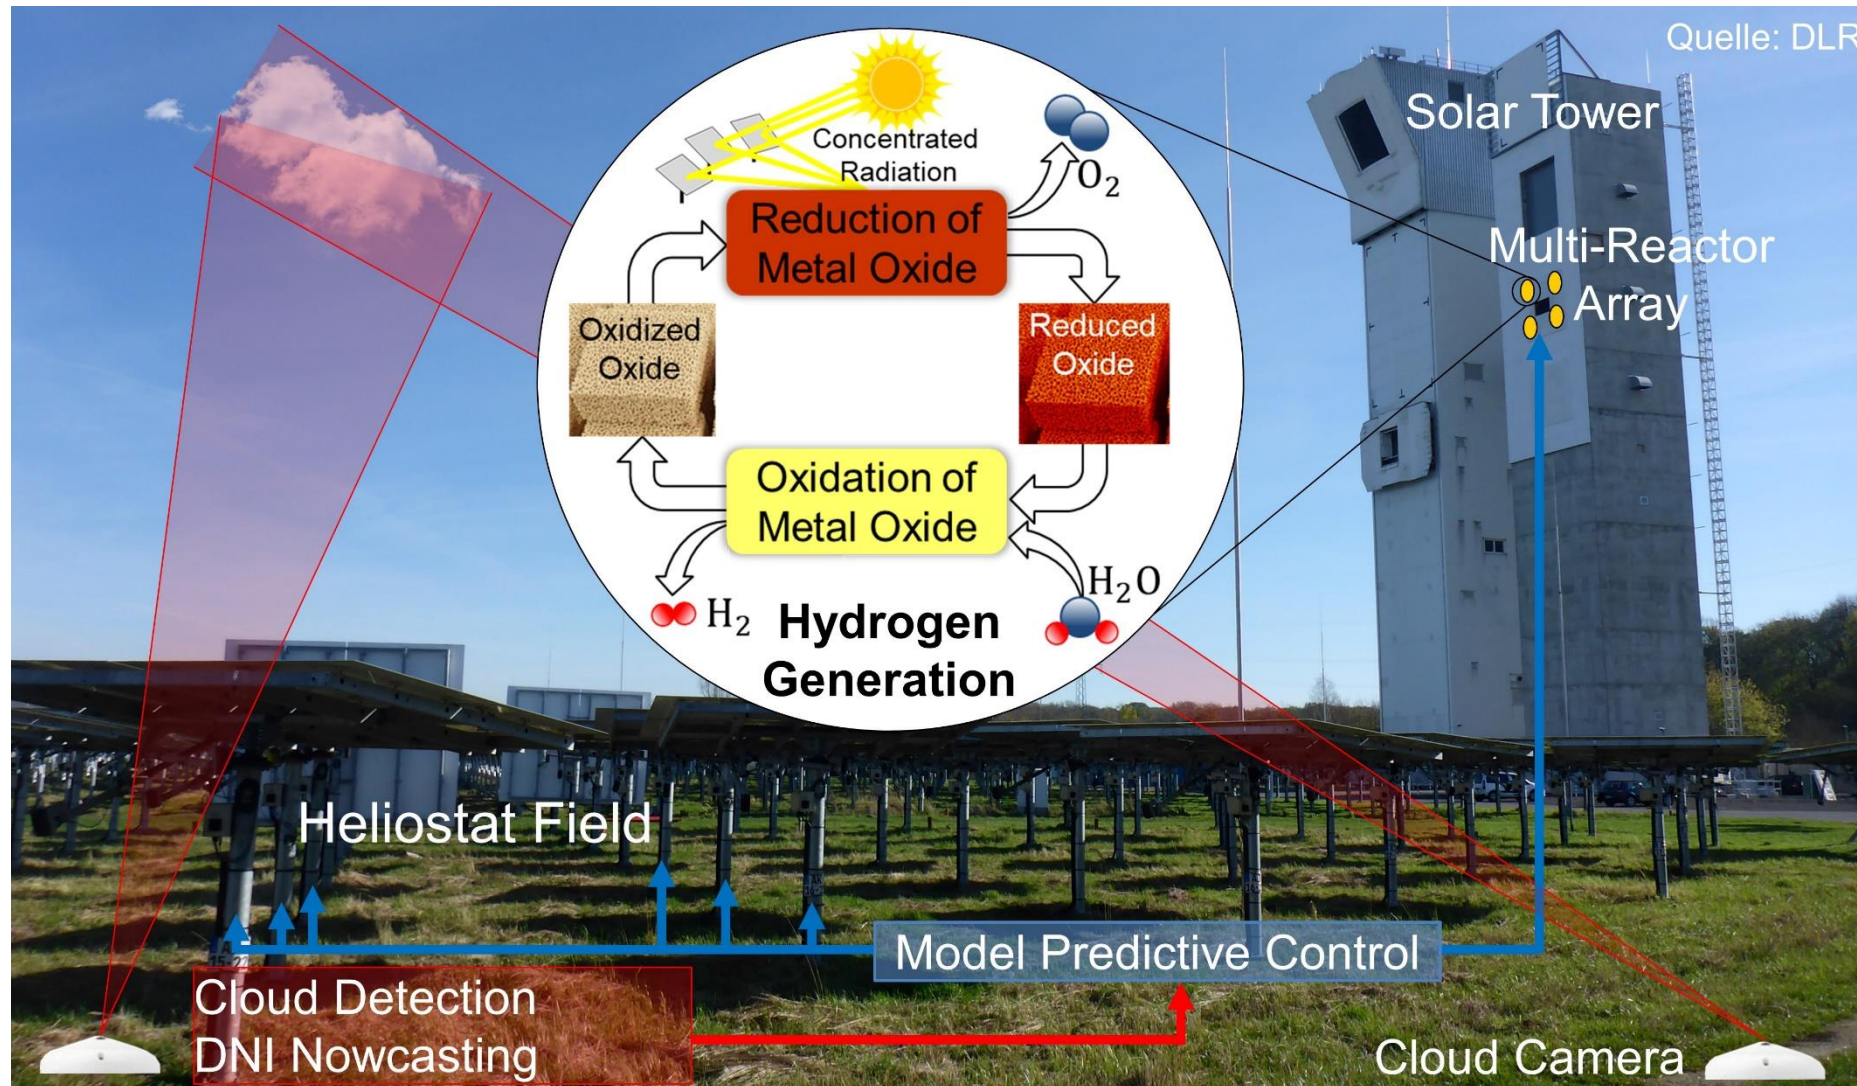 Quelle: DLR
Solar Tower
Concentrated
Radiation
O₂
Reduction of
Metal Oxide
Multi-Reactor
Array
Oxidized
Oxide
Reduced
Oxide
Oxidation of
Metal Oxide
H₂O
H₂
Hydrogen
Generation
Heliostat Field
Model Predictive Control
Cloud Detection
DNI Nowcasting
Cloud Camera